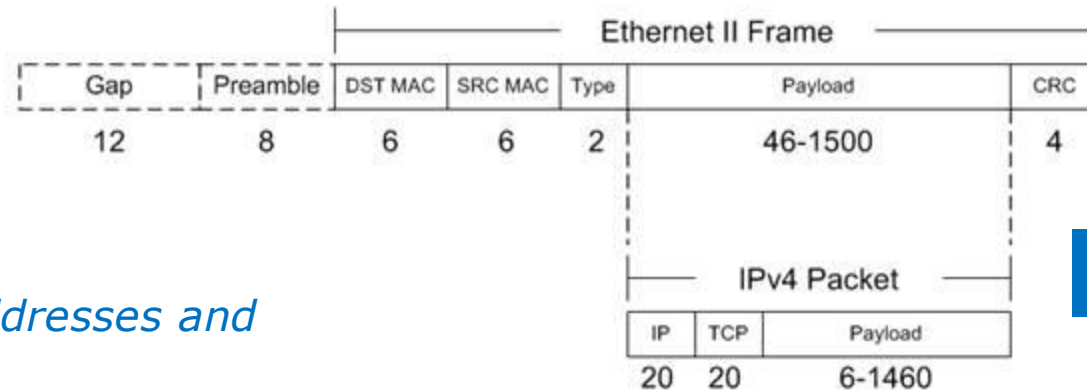 Ethernet II Frame
Gap Preamble DST MAC SRC MAC Type Payload CRC
12 8 6 6 2 46-1500 4
IPv4 Packet
dresses and
IP TCP Payload
20 20 6-1460